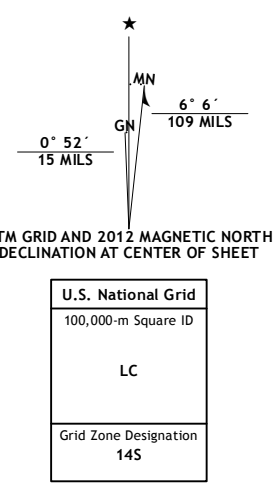 ★
MN
GN
6° 6´
109 MILS
0° 52´
15 MILS
TM GRID AND 2012 MAGNETIC NORTH
DECLINATION AT CENTER OF SHEET
U.S. National Grid
100,000-m Square ID
LC
Grid Zone Designation
14S